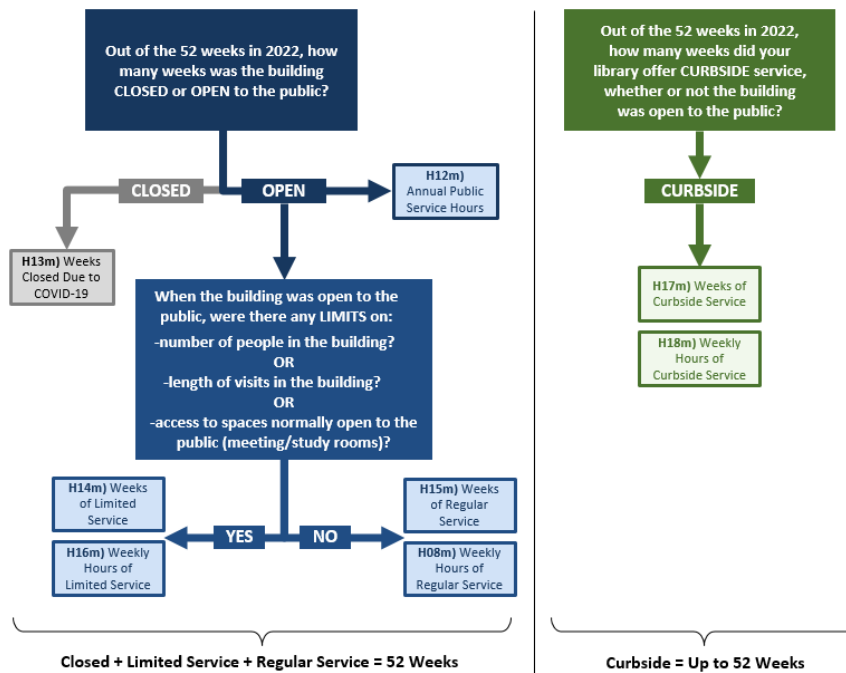 Out of the 52 weeks in 2022, how
many weeks was the building
CLOSED or OPEN to the public?
CLOSED
OPEN
H12m)
Annual Public
Service Hours
H13m) Weeks
Closed Due to
COVID-19
When the building was open to the
public, were there any LIMITS on:
-number of people in the building?
OR
-length of visits in the building?
OR
-access to spaces normally open to the
public (meeting/study rooms)?
H14m) Weeks
of Limited
Service
H16m) Weekly
Hours of
Limited Service
YES
NO
H15m) Weeks
of Regular
Service
H08m) Weekly
Hours of
Regular Service
Closed + Limited Service + Regular Service = 52 Weeks
Out of the 52 weeks in 2022,
how many weeks did your
library offer CURBSIDE service,
whether or not the building
was open to the public?
CURBSIDE
H17m) Weeks of
Curbside Service
H18m) Weekly
Hours of
Curbside Service
Curbside = Up to 52 Weeks